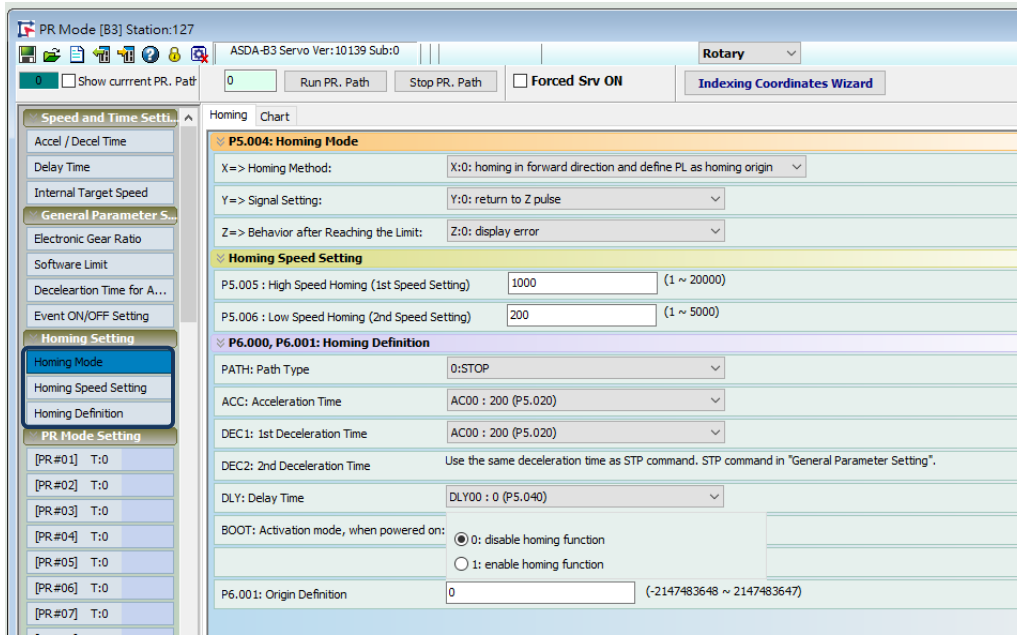 PR Mode [B3] Station:127
ASDA-B3 Servo Ver:10139 Sub:0
Rotary
0 Show currrent PR. Path
0
Run PR. Path
Stop PR. Path
Forced Srv ON
Indexing Coordinates Wizard
Speed and Time Setti...
Accel / Decel Time
Delay Time
Internal Target Speed
General Parameter S...
Electronic Gear Ratio
Software Limit
Deceleartion Time for A...
Event ON/OFF Setting
Homing Setting
Homing Mode
Homing Speed Setting
Homing Definition
PR Mode Setting
[PR#01] T:0
[PR#02] T:0
[PR#03] T:0
[PR#04] T:0
[PR#05] T:0
[PR#06] T:0
[PR#07] T:0
Homing Chart
P5.004: Homing Mode
X=> Homing Method: X:0: homing in forward direction and define PL as homing origin
Y=> Signal Setting: Y:0: return to Z pulse
Z=> Behavior after Reaching the Limit: Z:0: display error
Homing Speed Setting
P5.005 : High Speed Homing (1st Speed Setting) 1000 (1 ~ 20000)
P5.006 : Low Speed Homing (2nd Speed Setting) 200 (1 ~ 5000)
P6.000, P6.001: Homing Definition
PATH: Path Type 0:STOP
ACC: Acceleration Time AC00 : 200 (P5.020)
DEC1: 1st Deceleration Time AC00 : 200 (P5.020)
DEC2: 2nd Deceleration Time Use the same deceleration time as STP command. STP command in "General Parameter Setting".
DLY: Delay Time DLY00 : 0 (P5.040)
BOOT: Activation mode, when powered on:
0: disable homing function
1: enable homing function
P6.001: Origin Definition 0 (-2147483648 ~ 2147483647)